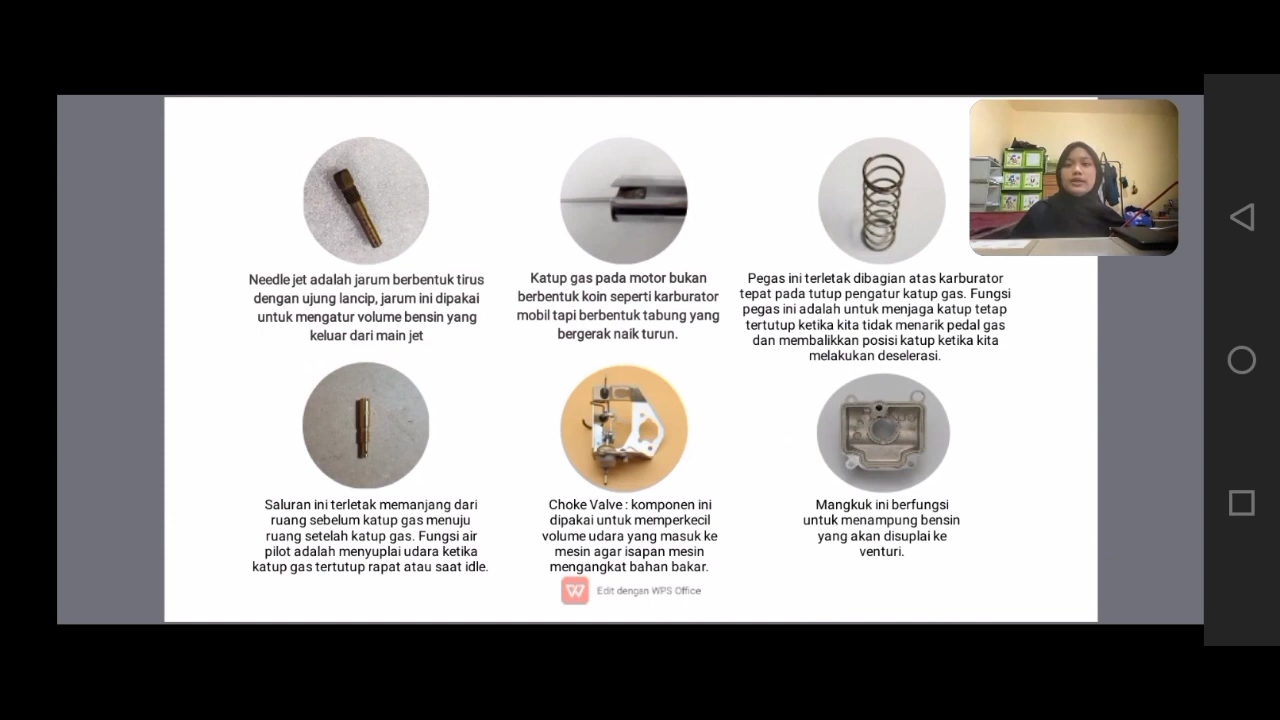 Needle jet adalah jarum berbentuk tirus
dengan ujung lancip, jarum ini dipakai
untuk mengatur volume bensin yang
keluar dari main jet
Katup gas pada motor bukan
berbentuk koin seperti karburator
mobil tapi berbentuk tabung yang
bergerak naik turun.
Pegas ini terletak dibagian atas karburator
tepat pada tutup pengatur katup gas. Fungsi
pegas ini adalah untuk menjaga katup tetap
tertutup ketika kita tidak menarik pedal gas
dan membalikkan posisi katup ketika kita
melakukan deselerasi.
Saluran ini terletak memanjang dari
ruang sebelum katup gas menuju
ruang setelah katup gas. Fungsi air
pilot adalah menyuplai udara ketika
katup gas tertutup rapat atau saat idle.
Choke Valve : komponen ini
dipakai untuk memperkecil
volume udara yang masuk ke
mesin agar isapan mesin
mengangkat bahan bakar.
Mangkuk ini berfungsi
untuk menampung bensin
yang akan disuplai ke
venturi.
Edit dengan WPS Office